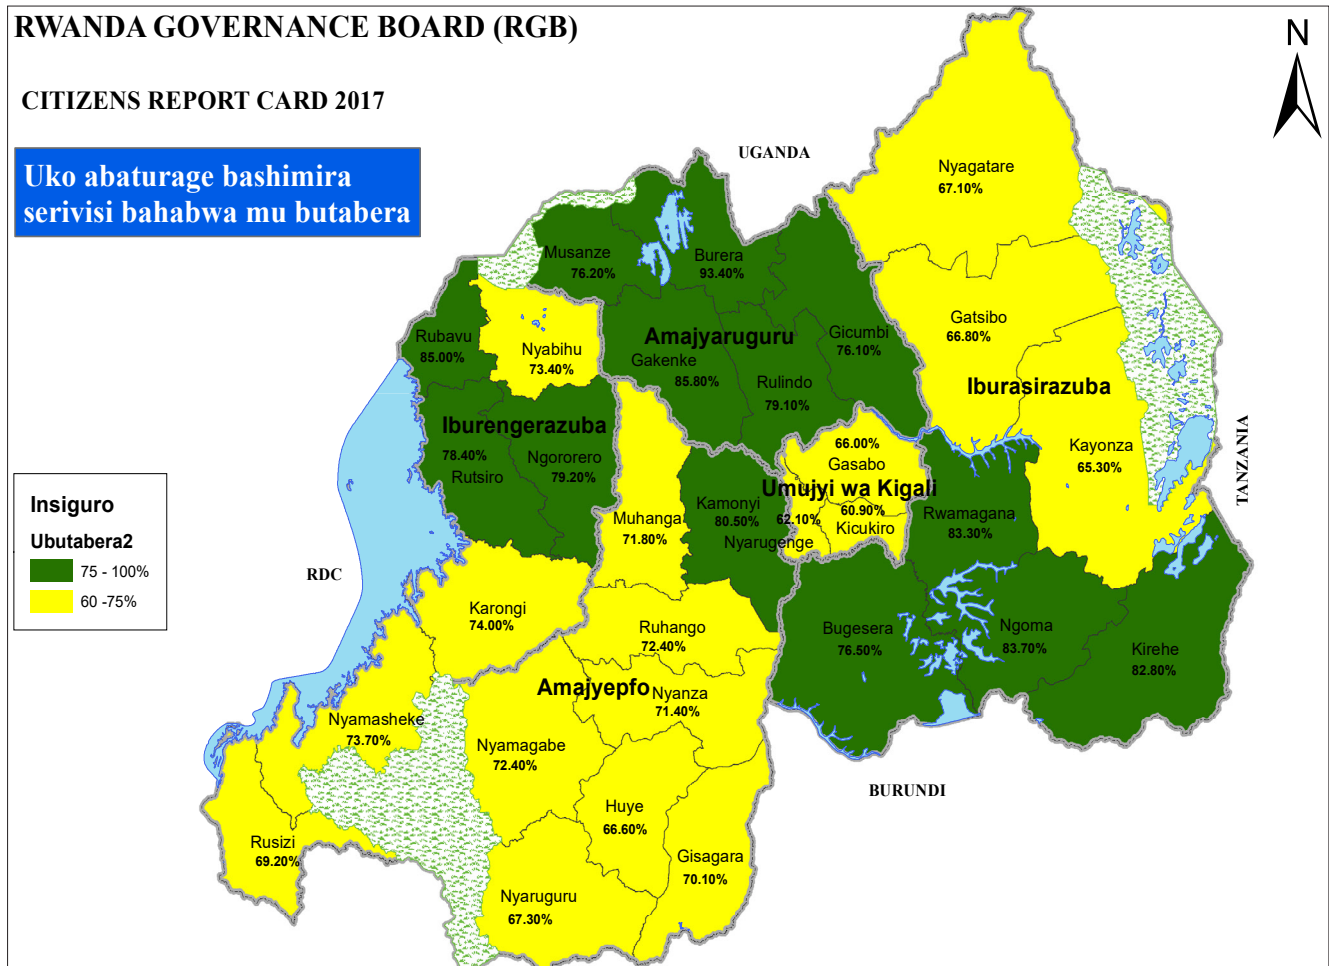 RWANDA GOVERNANCE BOARD (RGB)
CITIZENS REPORT CARD 2017
Uko abaturage bashimira
serivisi bahabwa mu butabera
N
UGANDA
TANZANIA
BURUNDI
RDC
Nyagatare
67.10%
Musanze
76.20%
Burera
93.40%
Gatsibo
66.80%
Rubavu
85.00%
Nyabihu
73.40%
Amajyaruguru
Gakenke
85.80%
Gicumbi
76.10%
Rulindo
79.10%
Iburasirazuba
Iburengerazuba
78.40%
Rutsiro
Ngororero
79.20%
Kayonza
65.30%
66.00%
Gasabo
Umujyi wa Kigali
60.90%
Kicukiro
62.10%
Nyarugenge
Kamonyi
80.50%
Muhanga
71.80%
Rwamagana
83.30%
Karongi
74.00%
Ruhango
72.40%
Bugesera
76.50%
Ngoma
83.70%
Kirehe
82.80%
Amajyepfo
Nyanza
71.40%
Nyamasheke
73.70%
Nyamagabe
72.40%
Huye
66.60%
Rusizi
69.20%
Gisagara
70.10%
Nyaruguru
67.30%
Insiguro
Ubutabera2
75 - 100%
60 -75%